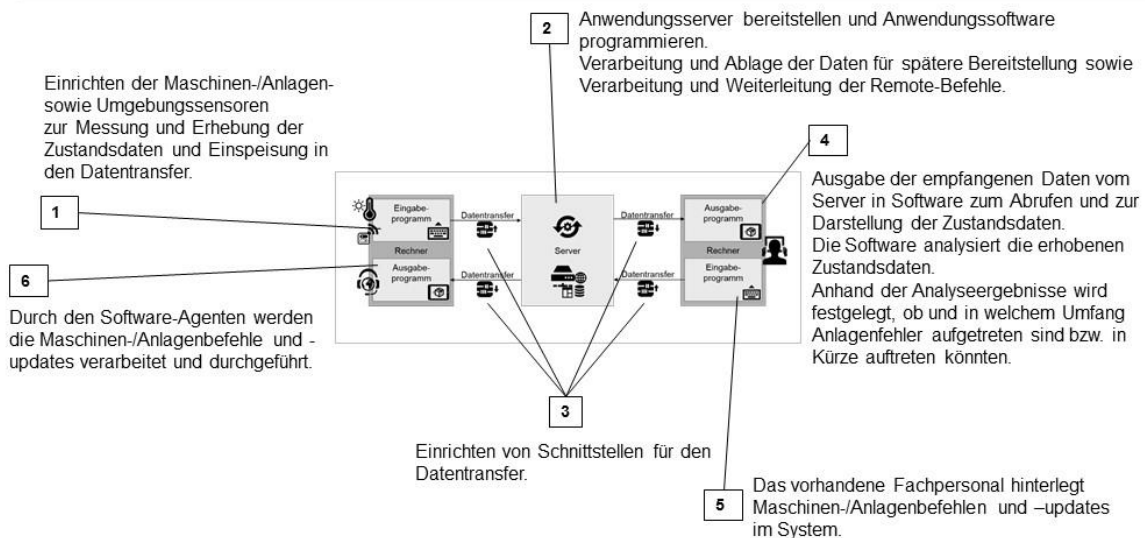 2
Anwendungsserver bereitstellen und Anwendungssoftware
programmieren.
Verarbeitung und Ablage der Daten für spätere Bereitstellung sowie
Verarbeitung und Weiterleitung der Remote-Befehle.
Einrichten der Maschinen-/Anlagen-
sowie Umgebungssensoren
zur Messung und Erhebung der
Zustandsdaten und Einspeisung in
den Datentransfer.
1
4
Ausgabe der empfangenen Daten vom
Server in Software zum Abrufen und zur
Darstellung der Zustandsdaten.
Die Software analysiert die erhobenen
Zustandsdaten.
Anhand der Analyseergebnisse wird
festgelegt, ob und in welchem Umfang
Anlagenfehler aufgetreten sind bzw. in
Kürze auftreten könnten.
Eingabe-
programm
Datentransfer
Server
Datentransfer
Ausgabe-
programm
Rechner
Rechner
Ausgabe-
programm
Datentransfer
Datentransfer
Eingabe-
programm
6
Durch den Software-Agenten werden
die Maschinen-/Anlagenbefehle und -
updates verarbeitet und durchgeführt.
3
Einrichten von Schnittstellen für den
Datentransfer.
5
Das vorhandene Fachpersonal hinterlegt
Maschinen-/Anlagenbefehlen und –updates
im System.